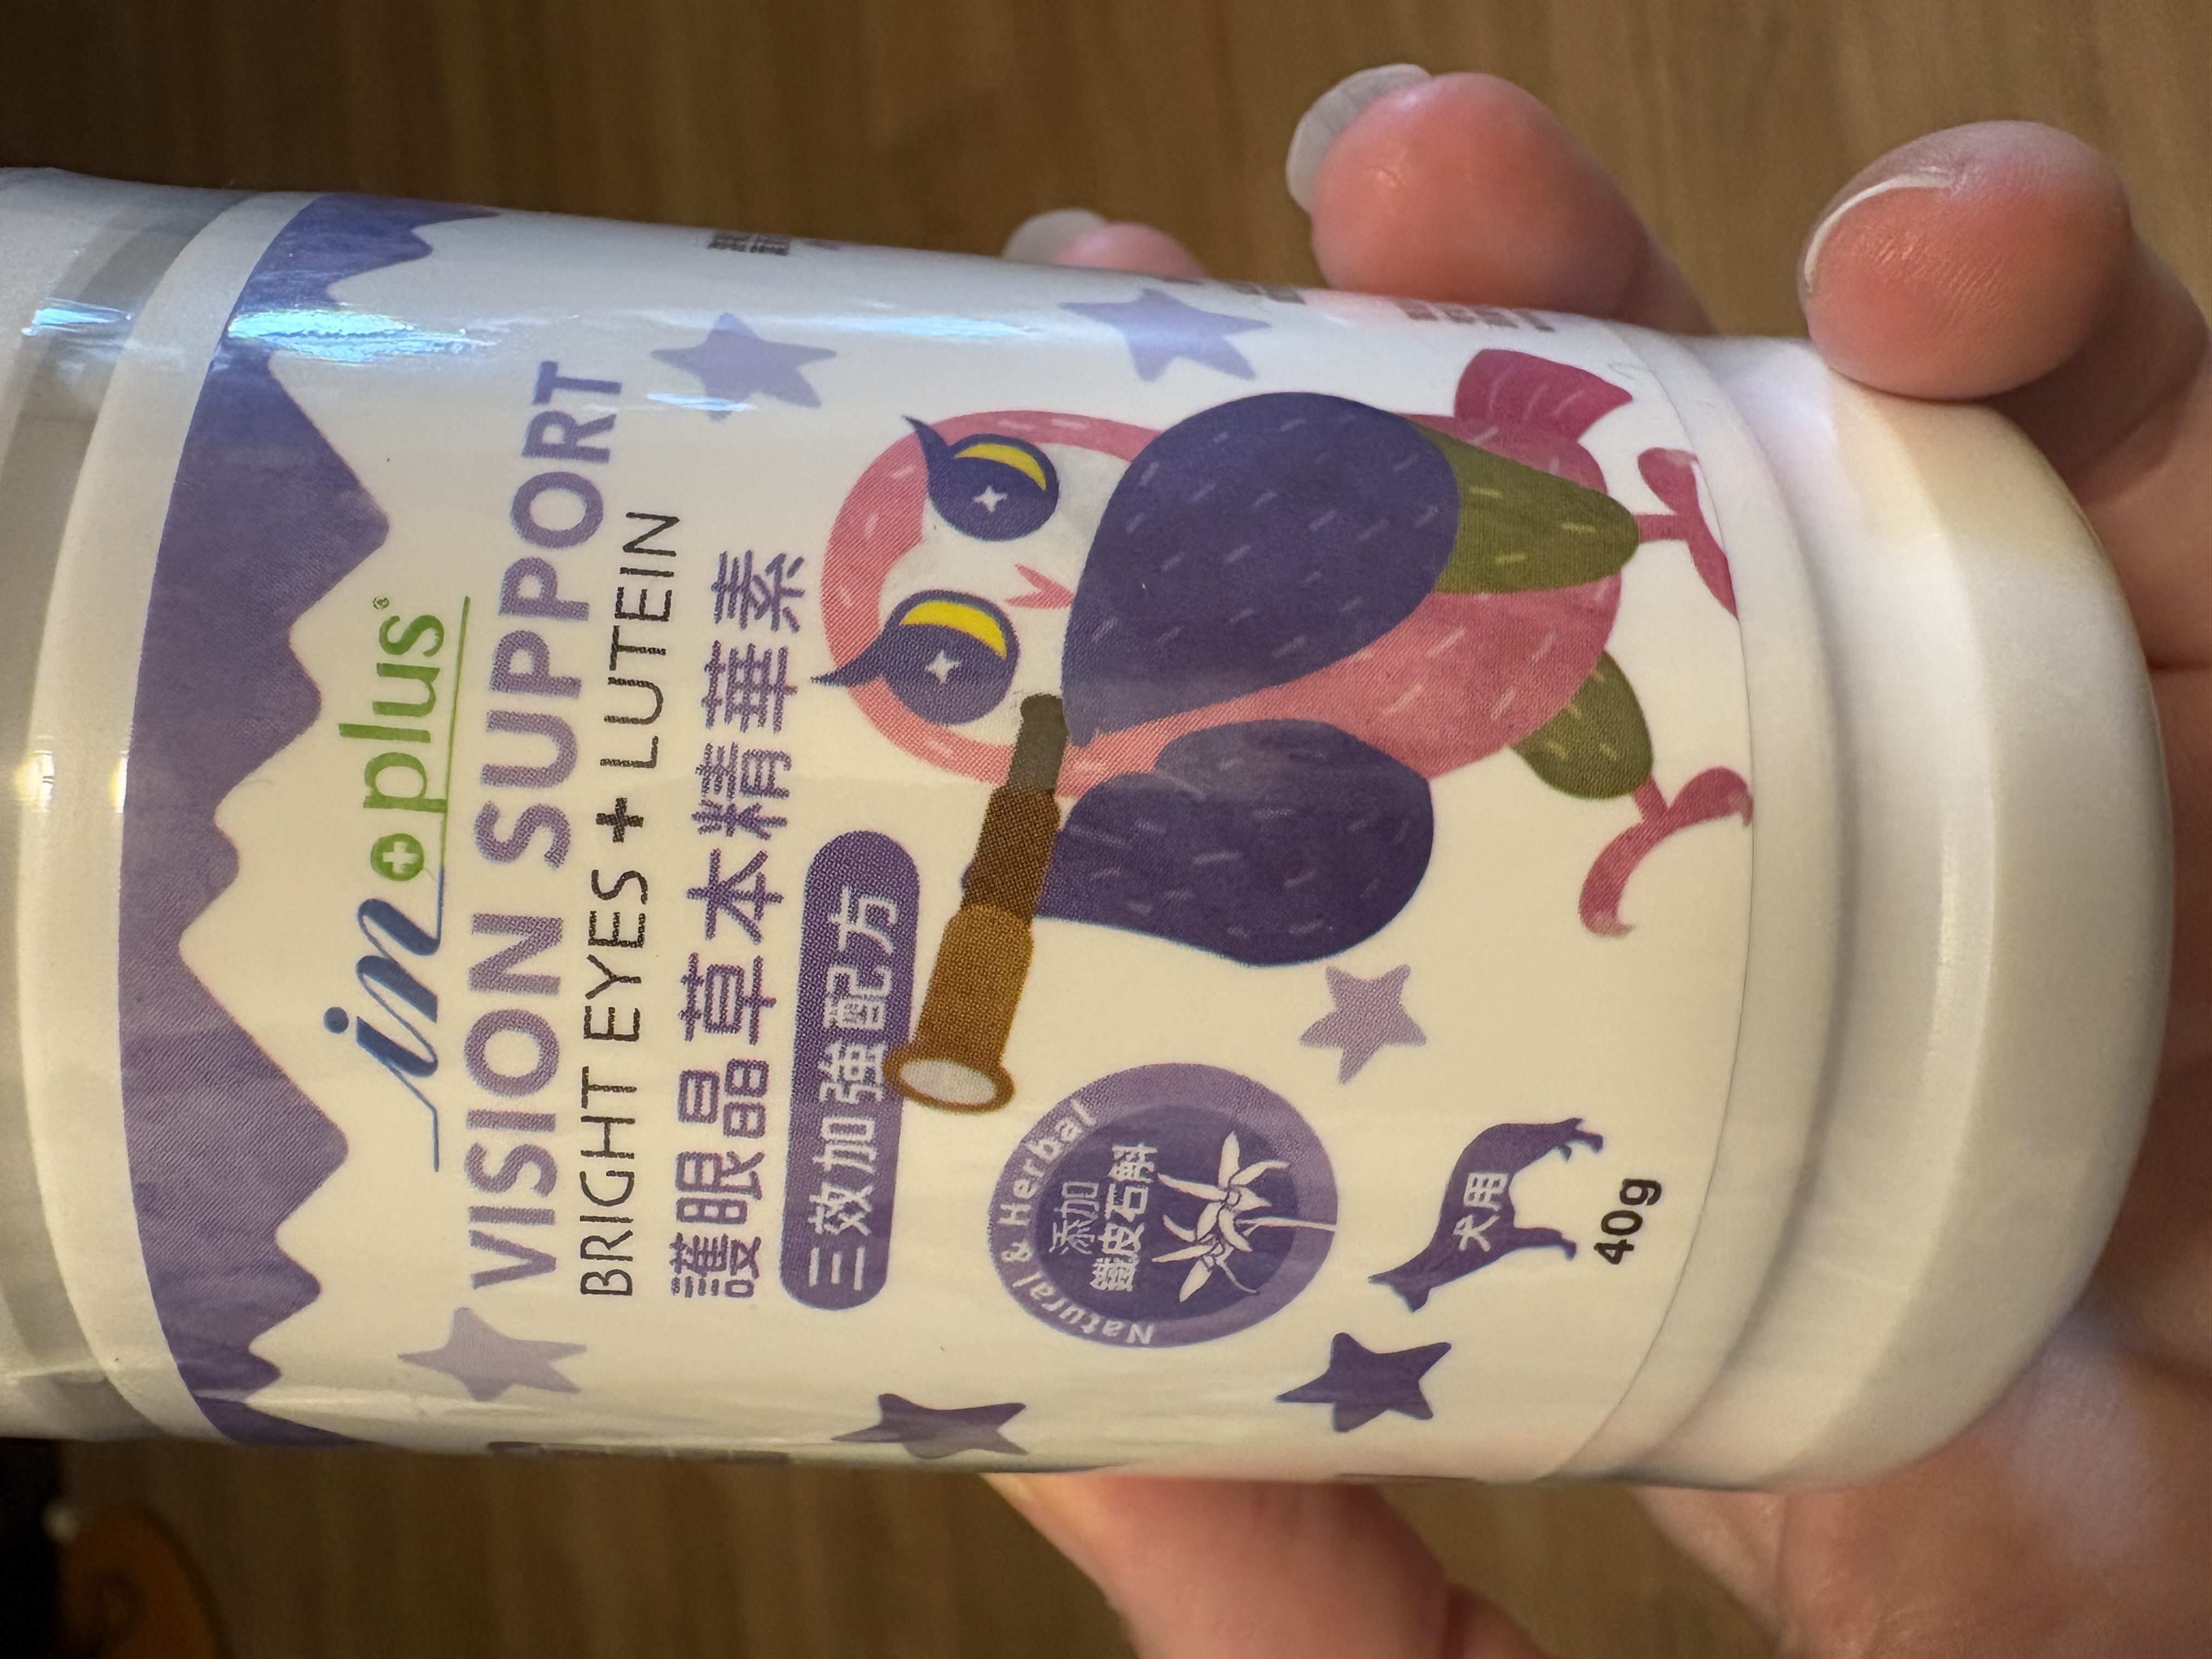 in plus®
VISION SUPPORT
BRIGHT EYES + LUTEIN
護眼晶草本精華素
三效加強配方
Natural & Herbal
添加
鐵皮石斛
犬用
40g